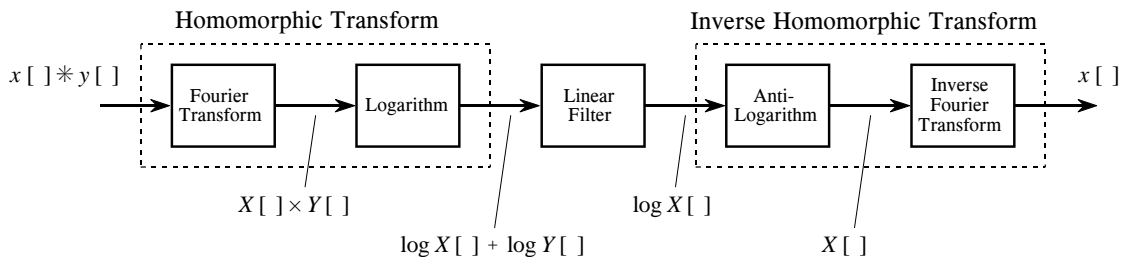 Homomorphic Transform
Inverse Homomorphic Transform
x [ ] ✳ y [ ]
Fourier
Transform
Logarithm
Linear
Filter
Anti-
Logarithm
Inverse
Fourier
Transform
x [ ]
X [ ] × Y [ ]
log X [ ]
log X [ ] + log Y [ ]
X [ ]